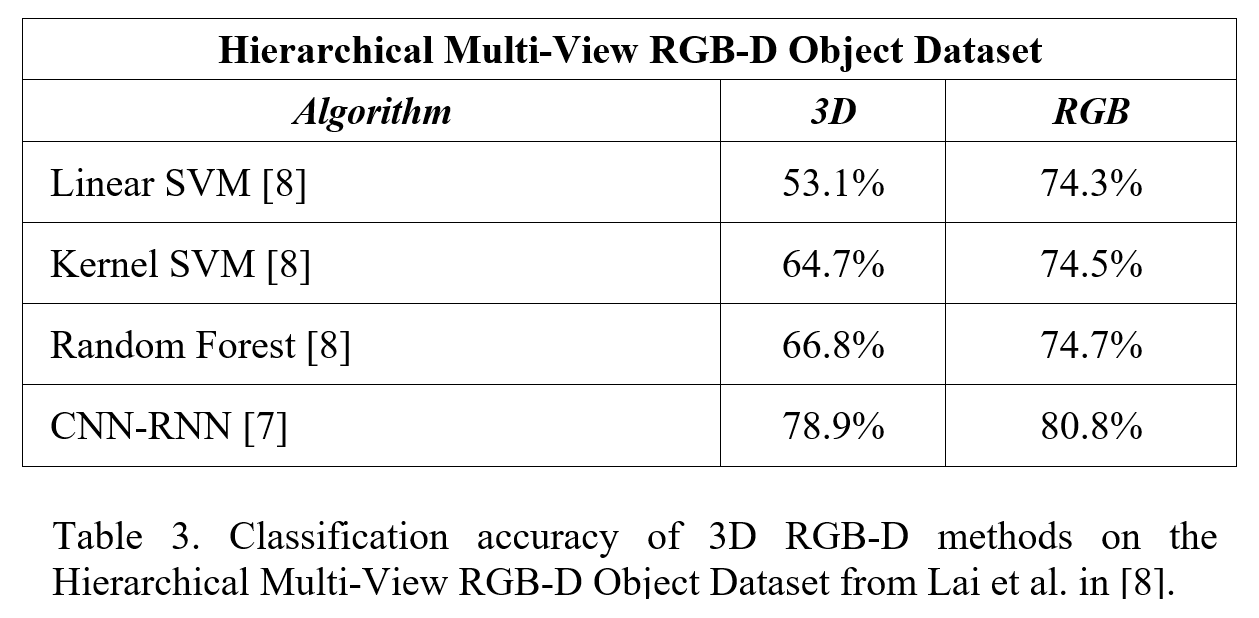 Hierarchical Multi-View RGB-D Object Dataset
Algorithm 3D RGB
Linear SVM [8] 53.1% 74.3%
Kernel SVM [8] 64.7% 74.5%
Random Forest [8] 66.8% 74.7%
CNN-RNN [7] 78.9% 80.8%
Table 3. Classification accuracy of 3D RGB-D methods on the
Hierarchical Multi-View RGB-D Object Dataset from Lai et al. in [8].